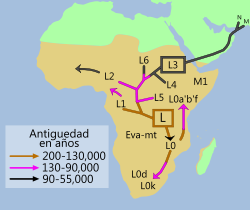 N
M
L3
L6
L2
L4
M1
L5
L0a'b'f
L1
L
Eva-mt
L0
L0d
L0k
Antiguedad
en años
200-130,000
130-90,000
90-55,000